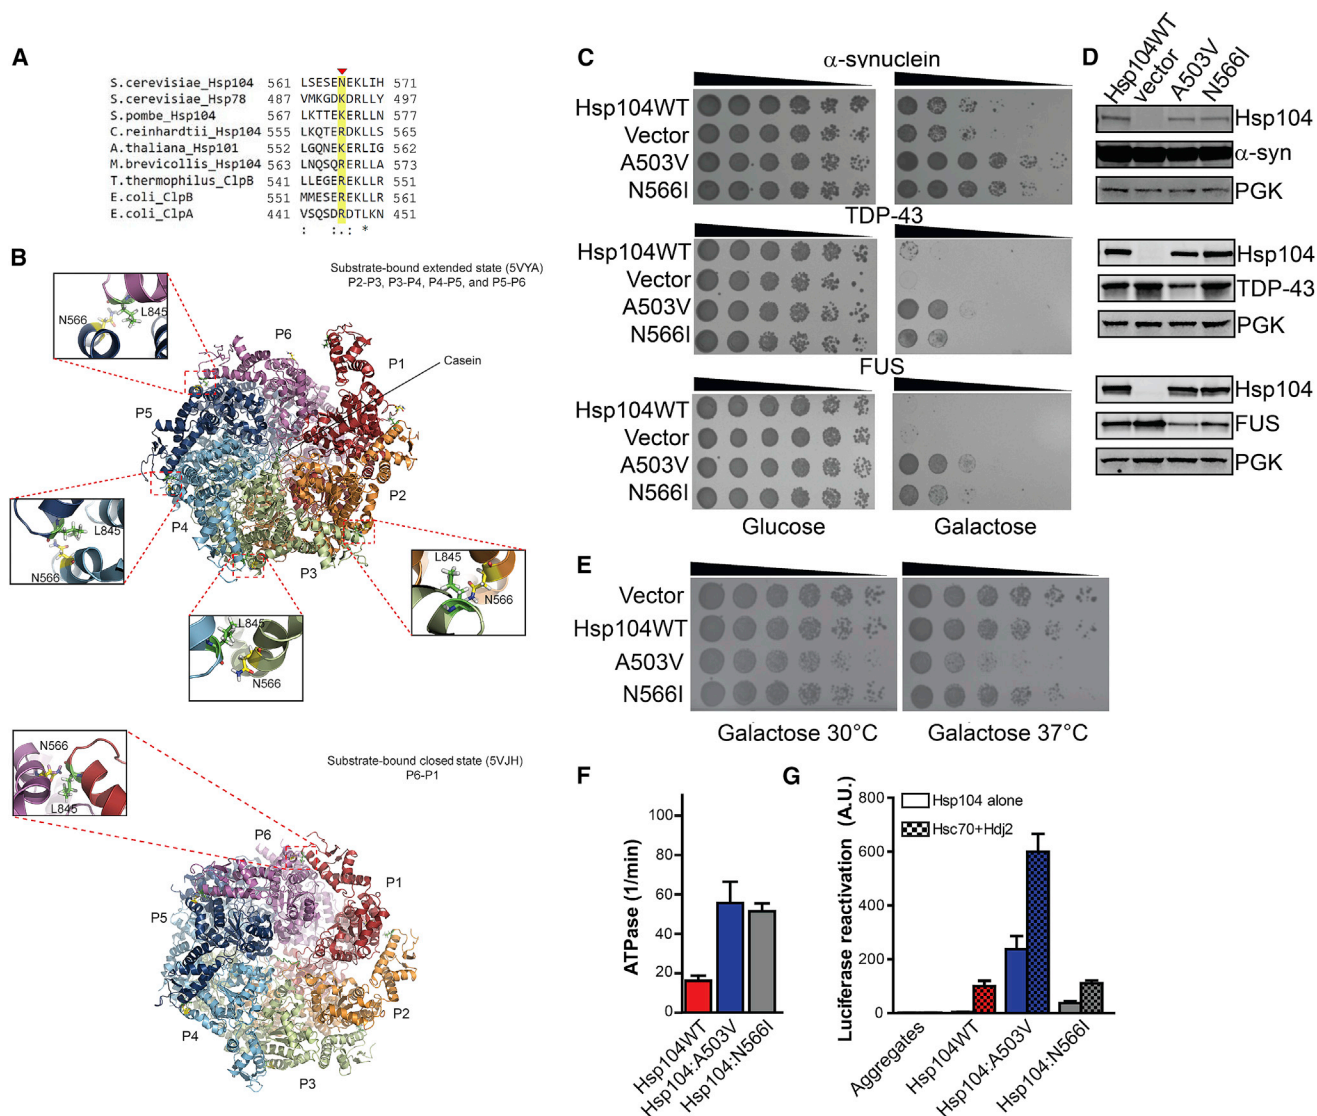 A
S.cerevisiae_Hsp104 561 LSESENEKLIH 571
S.cerevisiae_Hsp78 487 VMKGDKDRLLY 497
S.pombe_Hsp104 567 LKTTEKERLLN 577
C.reinhardtii_Hsp104 555 LKQTERDKLLS 565
A.thaliana_Hsp101 552 LGQNEKERLIG 562
M.brevicollis_Hsp104 563 LNQSQRERLLA 573
T.thermophilus_ClpB 541 LLEGEREKLLR 551
E.coli_ClpB 551 MMESEREKLLR 561
E.coli_ClpA 441 VSQSDRDTLKN 451
: :.: *
B
Substrate-bound extended state (5VYA)
P2-P3, P3-P4, P4-P5, and P5-P6
N566
L845
P6
P1
Casein
P5
P4
P2
P3
L845
N566
L845
N566
L845
N566
Substrate-bound closed state (5VJH)
P6-P1
N566
L845
P6
P1
P5
P2
P4
P3
C
α-synuclein
Hsp104WT
Vector
A503V
N566I
TDP-43
Hsp104WT
Vector
A503V
N566I
FUS
Hsp104WT
Vector
A503V
N566I
Glucose
Galactose
D
Hsp104WT
vector
A503V
N566I
Hsp104
α-syn
PGK
Hsp104
TDP-43
PGK
Hsp104
FUS
PGK
E
Vector
Hsp104WT
A503V
N566I
Galactose 30°C
Galactose 37°C
F
ATPase (1/min)
100
80
60
40
20
0
Hsp104WT
Hsp104:A503V
Hsp104:N566I
G
Luciferase reactivation (A.U.)
800
600
400
200
0
Hsp104 alone
Hsc70+Hdj2
Aggregates
Hsp104WT
Hsp104:A503V
Hsp104:N566I